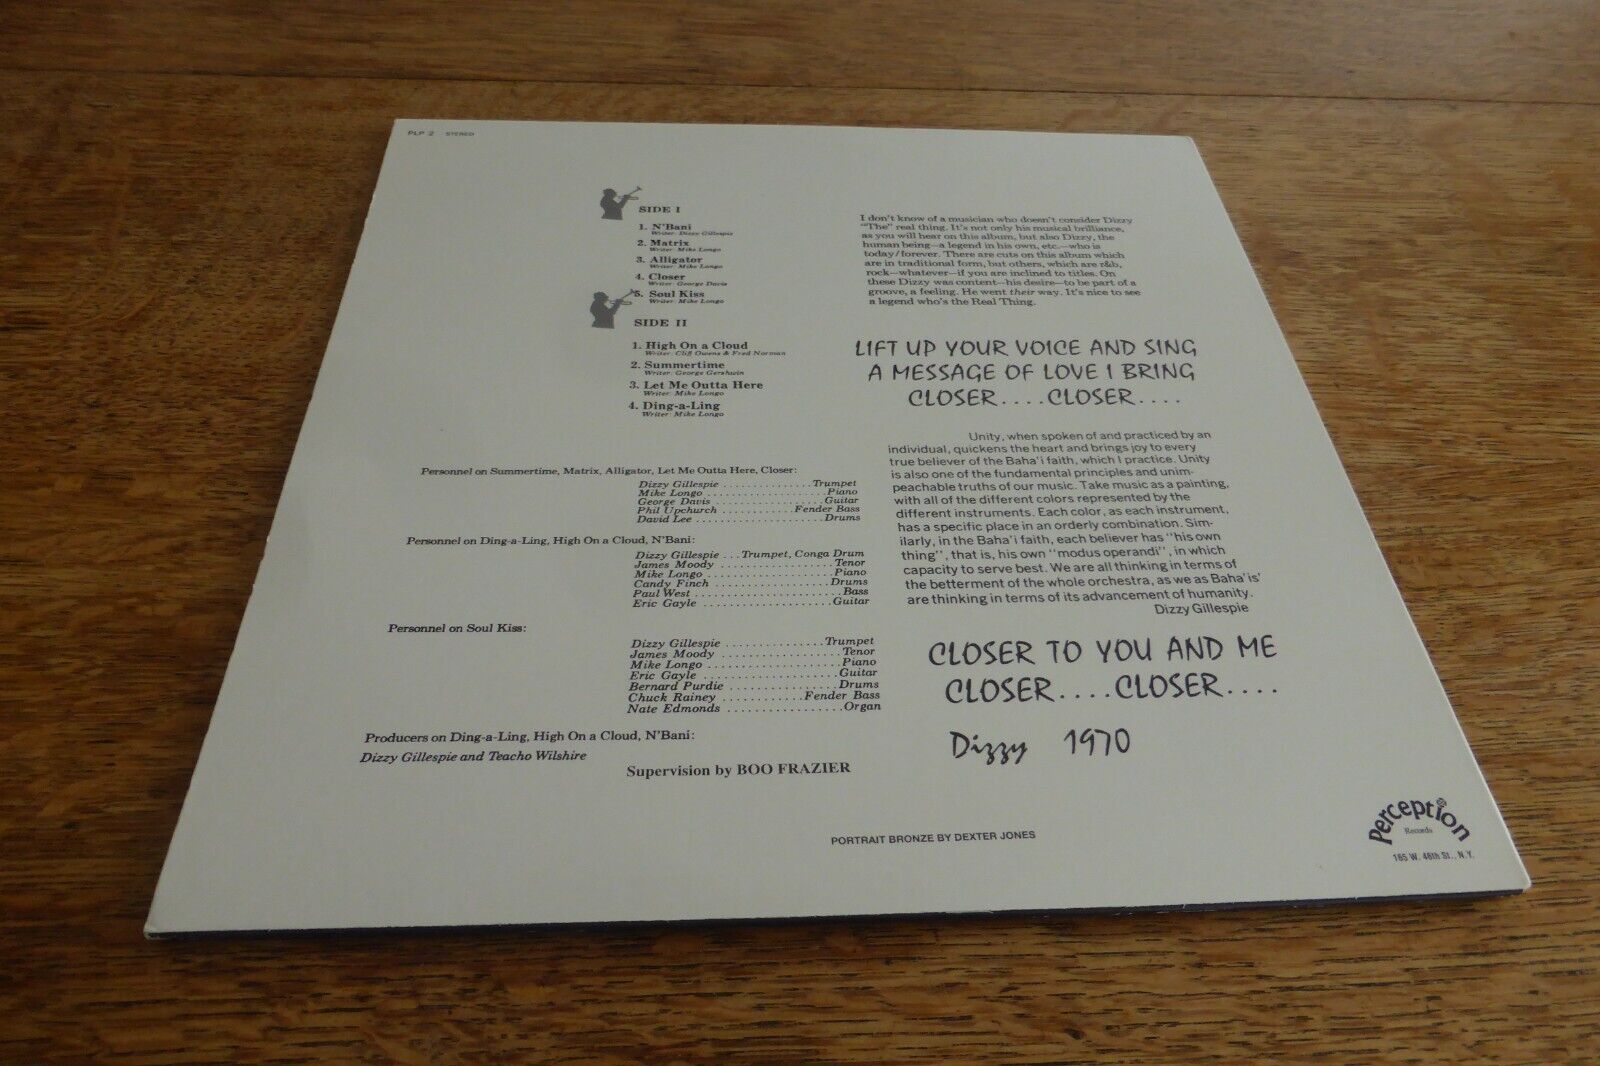 PLP 2 STEREO
SIDE I
1. N'Bani
Writer: Dizzy Gillespie
2. Matrix
Writer: Mike Longo
3. Alligator
Writer: Mike Longo
4. Closer
Writer: George Davis
5. Soul Kiss
Writer: Mike Longo
SIDE II
1. High On a Cloud
Writer: Cliff Owens & Fred Norman
2. Summertime
Writer: George Gershwin
3. Let Me Outta Here
Writer: Mike Longo
4. Ding-a-Ling
Writer: Mike Longo
Personnel on Summertime, Matrix, Alligator, Let Me Outta Here, Closer:
Dizzy Gillespie . . . . . . . . . . . . . . Trumpet
Mike Longo . . . . . . . . . . . . . . . . . . . Piano
George Davis . . . . . . . . . . . . . . . . . Guitar
Phil Upchurch . . . . . . . . . . . Fender Bass
David Lee . . . . . . . . . . . . . . . . . . . Drums
Personnel on Ding-a-Ling, High On a Cloud, N'Bani:
Dizzy Gillespie . . . Trumpet, Conga Drum
James Moody . . . . . . . . . . . . . . . . . Tenor
Mike Longo . . . . . . . . . . . . . . . . . . . Piano
Candy Finch . . . . . . . . . . . . . . . . . Drums
Paul West . . . . . . . . . . . . . . . . . . . . . Bass
Eric Gayle . . . . . . . . . . . . . . . . . . . Guitar
Personnel on Soul Kiss:
Dizzy Gillespie . . . . . . . . . . . . . . Trumpet
James Moody . . . . . . . . . . . . . . . . . Tenor
Mike Longo . . . . . . . . . . . . . . . . . . . Piano
Eric Gayle . . . . . . . . . . . . . . . . . . . Guitar
Bernard Purdie . . . . . . . . . . . . . . . Drums
Chuck Rainey . . . . . . . . . . . Fender Bass
Nate Edmonds . . . . . . . . . . . . . . . . Organ
Producers on Ding-a-Ling, High On a Cloud, N'Bani:
Dizzy Gillespie and Teacho Wilshire
Supervision by BOO FRAZIER
I don't know of a musician who doesn't consider Dizzy
"The" real thing. It's not only his musical brilliance,
as you will hear on this album, but also Dizzy, the
human being—a legend in his own, etc.—who is
today/forever. There are cuts on this album which
are in traditional form, but others, which are r&b,
rock—whatever—if you are inclined to titles. On
these Dizzy was content—his desire—to be part of a
groove, a feeling. He went their way. It's nice to see
a legend who's the Real Thing.
LIFT UP YOUR VOICE AND SING
A MESSAGE OF LOVE I BRING
CLOSER . . . . CLOSER . . . .
Unity, when spoken of and practiced by an
individual, quickens the heart and brings joy to every
true believer of the Baha'i faith, which I practice. Unity
is also one of the fundamental principles and unim-
peachable truths of our music. Take music as a painting,
with all of the different colors represented by the
different instruments. Each color, as each instrument,
has a specific place in an orderly combination. Sim-
ilarly, in the Baha'i faith, each believer has "his own
thing", that is, his own "modus operandi", in which
capacity to serve best. We are all thinking in terms of
the betterment of the whole orchestra, as we as Baha'is'
are thinking in terms of its advancement of humanity.
Dizzy Gillespie
CLOSER TO YOU AND ME
CLOSER . . . . CLOSER . . . .
Dizzy 1970
PORTRAIT BRONZE BY DEXTER JONES
Perception
Records
165 W. 46th St., N.Y.